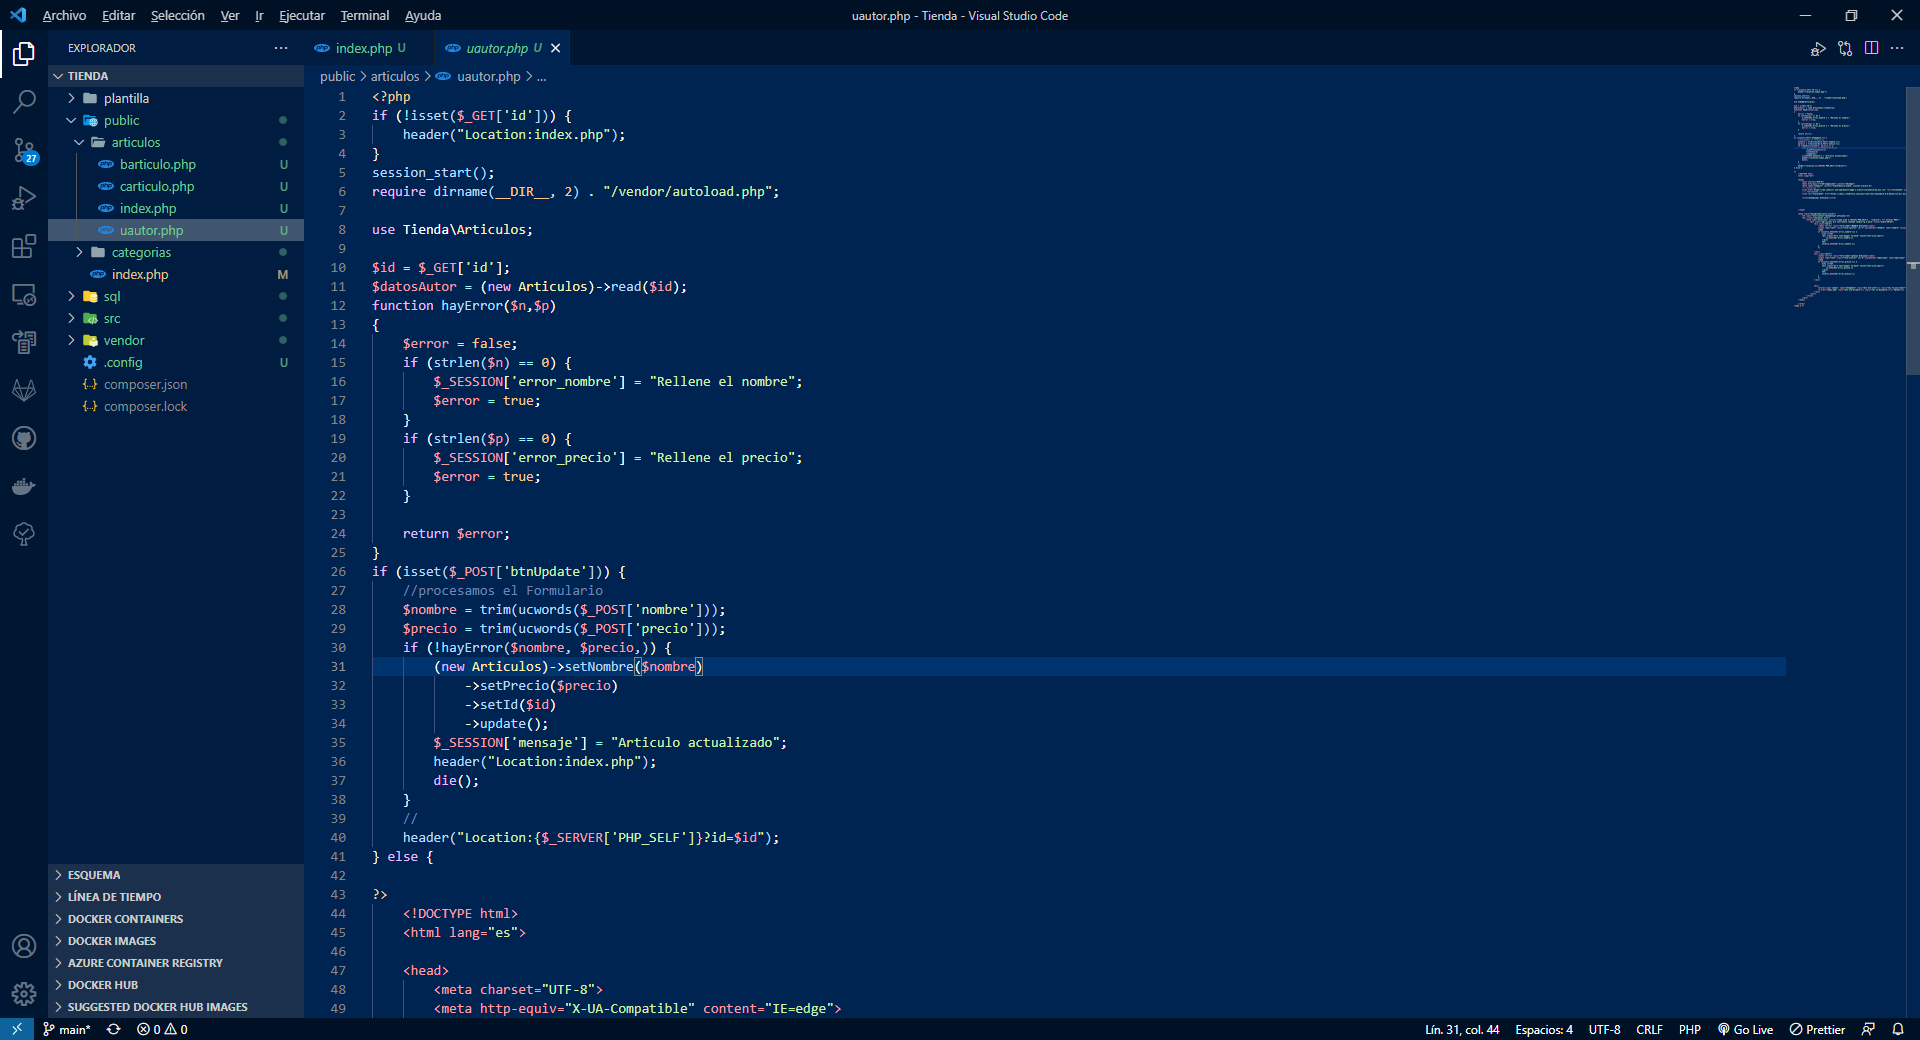 Archivo Editar Selección Ver Ir Ejecutar Terminal Ayuda
uautor.php - Tienda - Visual Studio Code
EXPLORADOR
TIENDA
plantilla
public
articulos
barticulo.php U
carticulo.php U
index.php U
uautor.php U
categorias
index.php M
sql
src
vendor
.config U
composer.json
composer.lock
27
ESQUEMA
LÍNEA DE TIEMPO
DOCKER CONTAINERS
DOCKER IMAGES
AZURE CONTAINER REGISTRY
DOCKER HUB
SUGGESTED DOCKER HUB IMAGES
index.php U
uautor.php U
public > articulos > uautor.php > ...
1 <?php
2 if (!isset($_GET['id'])) {
3 header("Location:index.php");
4 }
5 session_start();
6 require dirname(__DIR__, 2) . "/vendor/autoload.php";
7
8 use Tienda\Articulos;
9
10 $id = $_GET['id'];
11 $datosAutor = (new Articulos)->read($id);
12 function hayError($n,$p)
13 {
14 $error = false;
15 if (strlen($n) == 0) {
16 $_SESSION['error_nombre'] = "Rellene el nombre";
17 $error = true;
18 }
19 if (strlen($p) == 0) {
20 $_SESSION['error_precio'] = "Rellene el precio";
21 $error = true;
22 }
23
24 return $error;
25 }
26 if (isset($_POST['btnUpdate'])) {
27 //procesamos el Formulario
28 $nombre = trim(ucwords($_POST['nombre']));
29 $precio = trim(ucwords($_POST['precio']));
30 if (!hayError($nombre, $precio,)) {
31 (new Articulos)->setNombre($nombre)
32 ->setPrecio($precio)
33 ->setId($id)
34 ->update();
35 $_SESSION['mensaje'] = "Articulo actualizado";
36 header("Location:index.php");
37 die();
38 }
39 //
40 header("Location:{$_SERVER['PHP_SELF']}?id=$id");
41 } else {
42
43 ?>
44 <!DOCTYPE html>
45 <html lang="es">
46
47 <head>
48 <meta charset="UTF-8">
49 <meta http-equiv="X-UA-Compatible" content="IE=edge">
main* 0 0 Lín. 31, col. 44 Espacios: 4 UTF-8 CRLF PHP Go Live Prettier